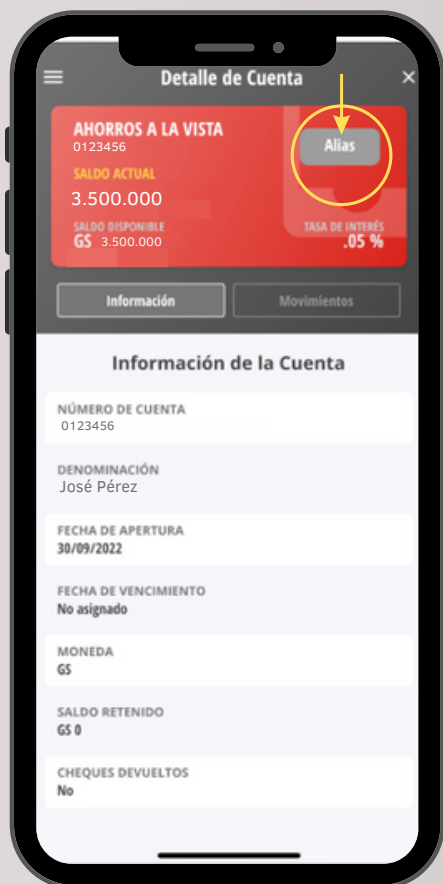 Detalle de Cuenta
AHORROS A LA VISTA
0123456
Alias
SALDO ACTUAL
3.500.000
SALDO DISPONIBLE
GS 3.500.000
TASA DE INTERÉS
.05 %
Información
Movimientos
Información de la Cuenta
NÚMERO DE CUENTA
0123456
DENOMINACIÓN
José Pérez
FECHA DE APERTURA
30/09/2022
FECHA DE VENCIMIENTO
No asignado
MONEDA
GS
SALDO RETENIDO
GS 0
CHEQUES DEVUELTOS
No